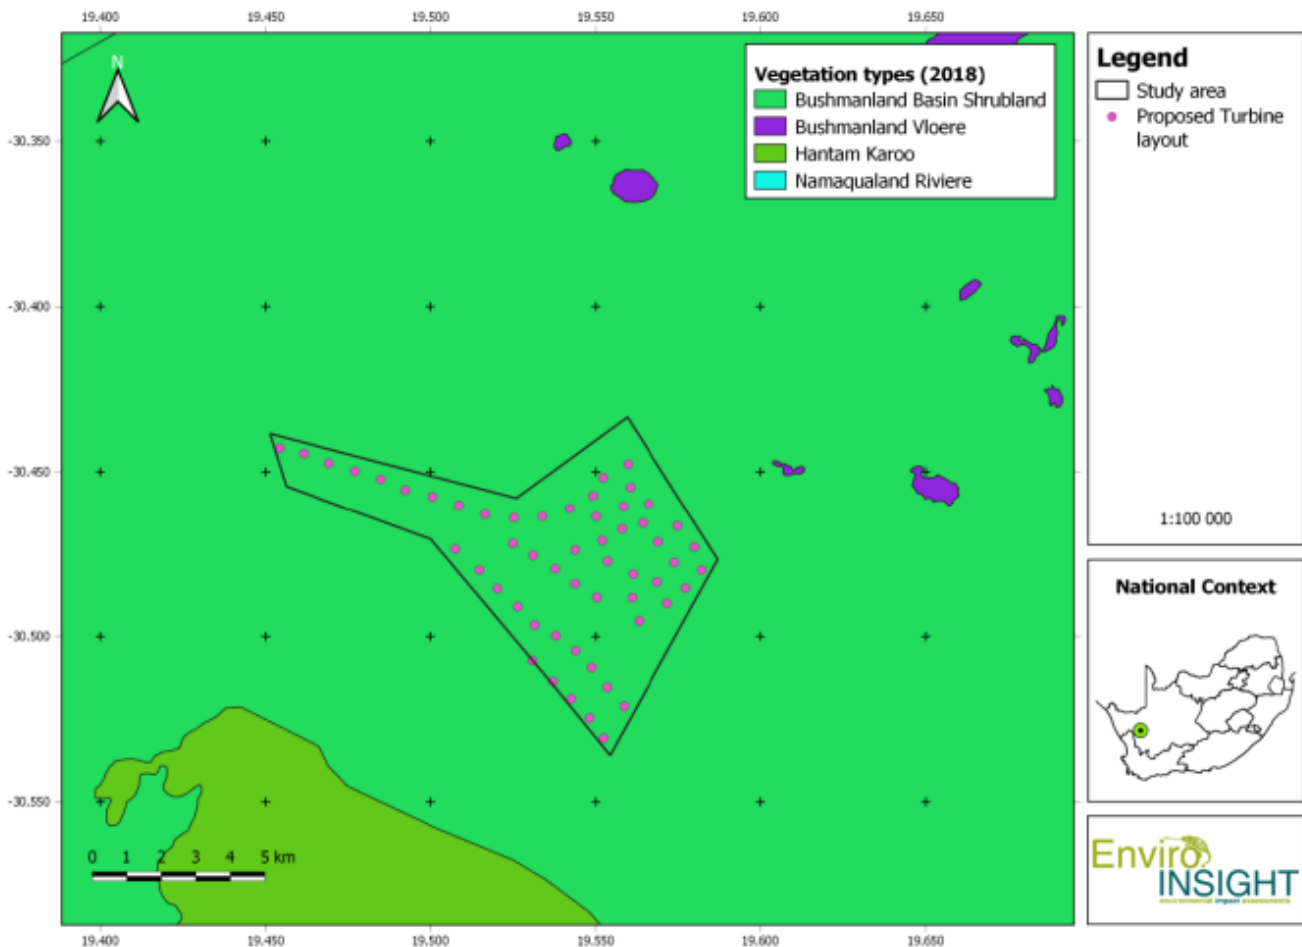 19.400 19.450 19.500 19.550 19.600 19.650
N
Vegetation types (2018)
Bushmanland Basin Shrubland
Bushmanland Vloere
Hantam Karoo
Namaqualand Riviere
-30.350
-30.400
-30.450
-30.500
-30.550
0 1 2 3 4 5 km
19.400 19.450 19.500 19.550 19.600 19.650
Legend
Study area
Proposed Turbine
layout
1:100 000
National Context
Enviro
INSIGHT
environmental impact assessments